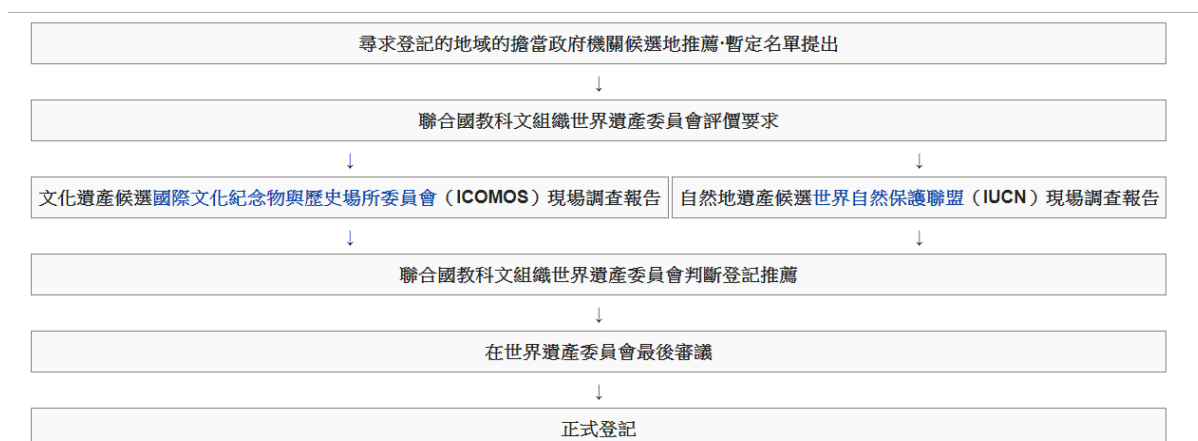 尋求登記的地域的擔當政府機關候選地推薦·暫定名單提出
↓
聯合國教科文組織世界遺產委員會評價要求
↓ ↓
文化遺產候選國際文化紀念物與歷史場所委員會（ICOMOS）現場調查報告 自然地遺產候選世界自然保護聯盟（IUCN）現場調查報告
↓ ↓
聯合國教科文組織世界遺產委員會判斷登記推薦
↓
在世界遺產委員會最後審議
↓
正式登記